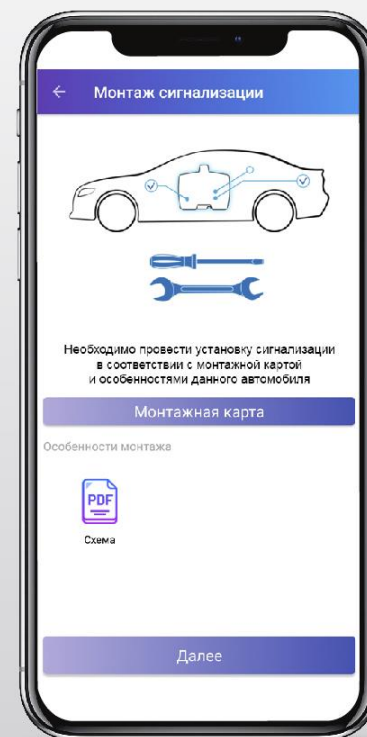 Монтаж сигнализации
Необходимо провести установку сигнализации
в соответствии с монтажной картой
и особенностями данного автомобиля
Монтажная карта
Особенности монтажа
PDF
Схема
Далее